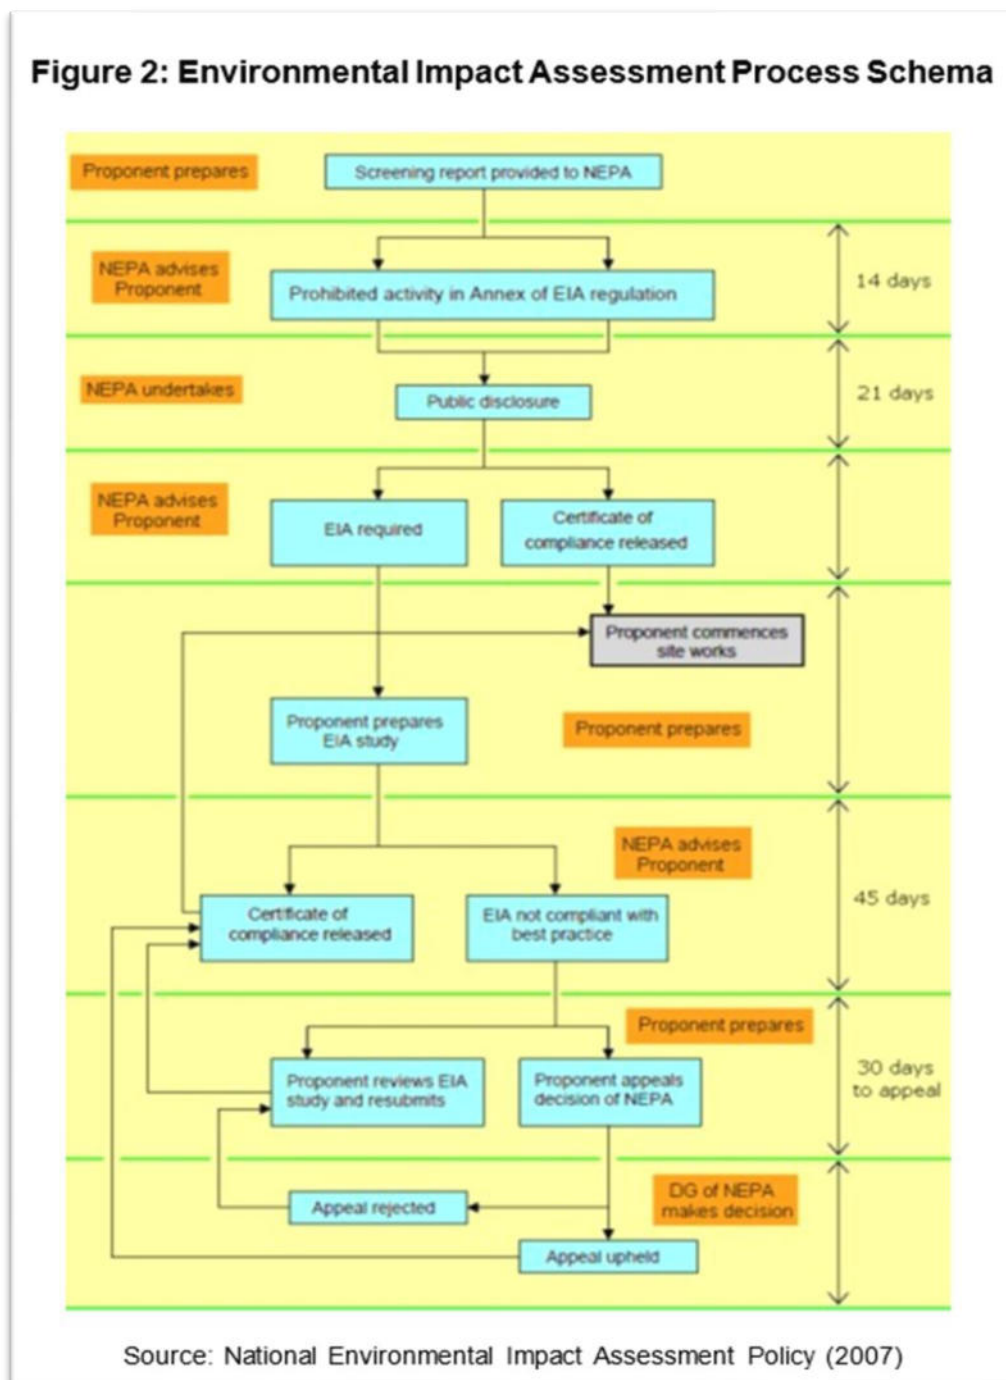 Figure 2: Environmental Impact Assessment Process Schema
Proponent prepares
Screening report provided to NEPA
NEPA advises
Proponent
Prohibited activity in Annex of EIA regulation
14 days
NEPA undertakes
Public disclosure
21 days
NEPA advises
Proponent
EIA required
Certificate of
compliance released
Proponent commences
site works
Proponent prepares
EIA study
Proponent prepares
NEPA advises
Proponent
Certificate of
compliance released
EIA not compliant with
best practice
45 days
Proponent prepares
Proponent reviews EIA
study and resubmits
Proponent appeals
decision of NEPA
30 days
to appeal
DG of NEPA
makes decision
Appeal rejected
Appeal upheld
Source: National Environmental Impact Assessment Policy (2007)